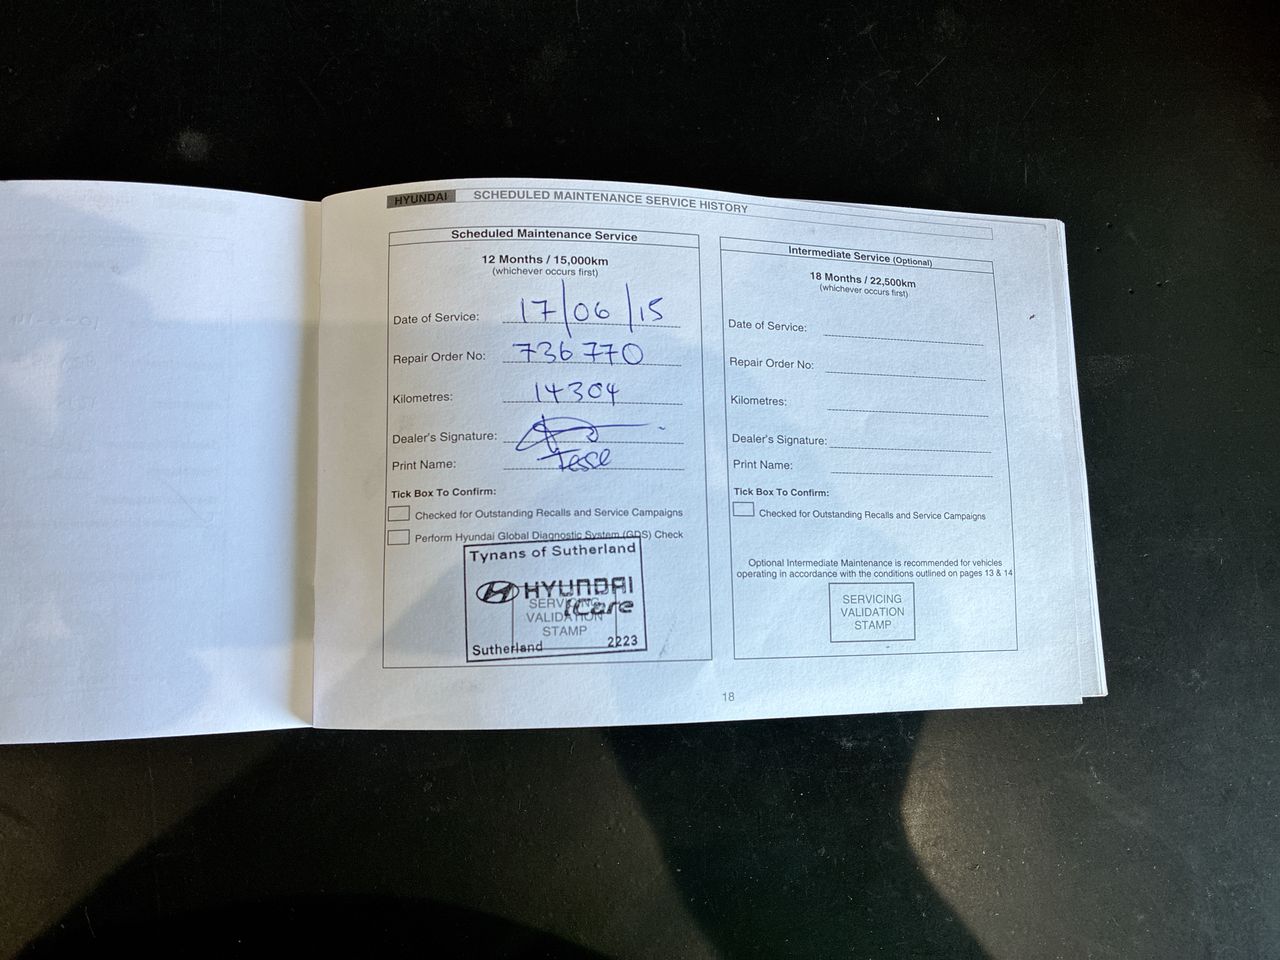 HYUNDAI SCHEDULED MAINTENANCE SERVICE HISTORY
Scheduled Maintenance Service
12 Months / 15,000km
(whichever occurs first)
Date of Service: 17/06/15
Repair Order No: 736770
Kilometres: 14304
Dealer's Signature:
Print Name: Jesse
Tick Box To Confirm:
Checked for Outstanding Recalls and Service Campaigns
Perform Hyundai Global Diagnostic System (GDS) Check
Tynans of Sutherland
HYUNDAI
iCare
SERVICING
VALIDATION
STAMP
Sutherland 2223
Intermediate Service (Optional)
18 Months / 22,500km
(whichever occurs first)
Date of Service:
Repair Order No:
Kilometres:
Dealer's Signature:
Print Name:
Tick Box To Confirm:
Checked for Outstanding Recalls and Service Campaigns
Optional Intermediate Maintenance is recommended for vehicles
operating in accordance with the conditions outlined on pages 13 & 14
SERVICING
VALIDATION
STAMP
18